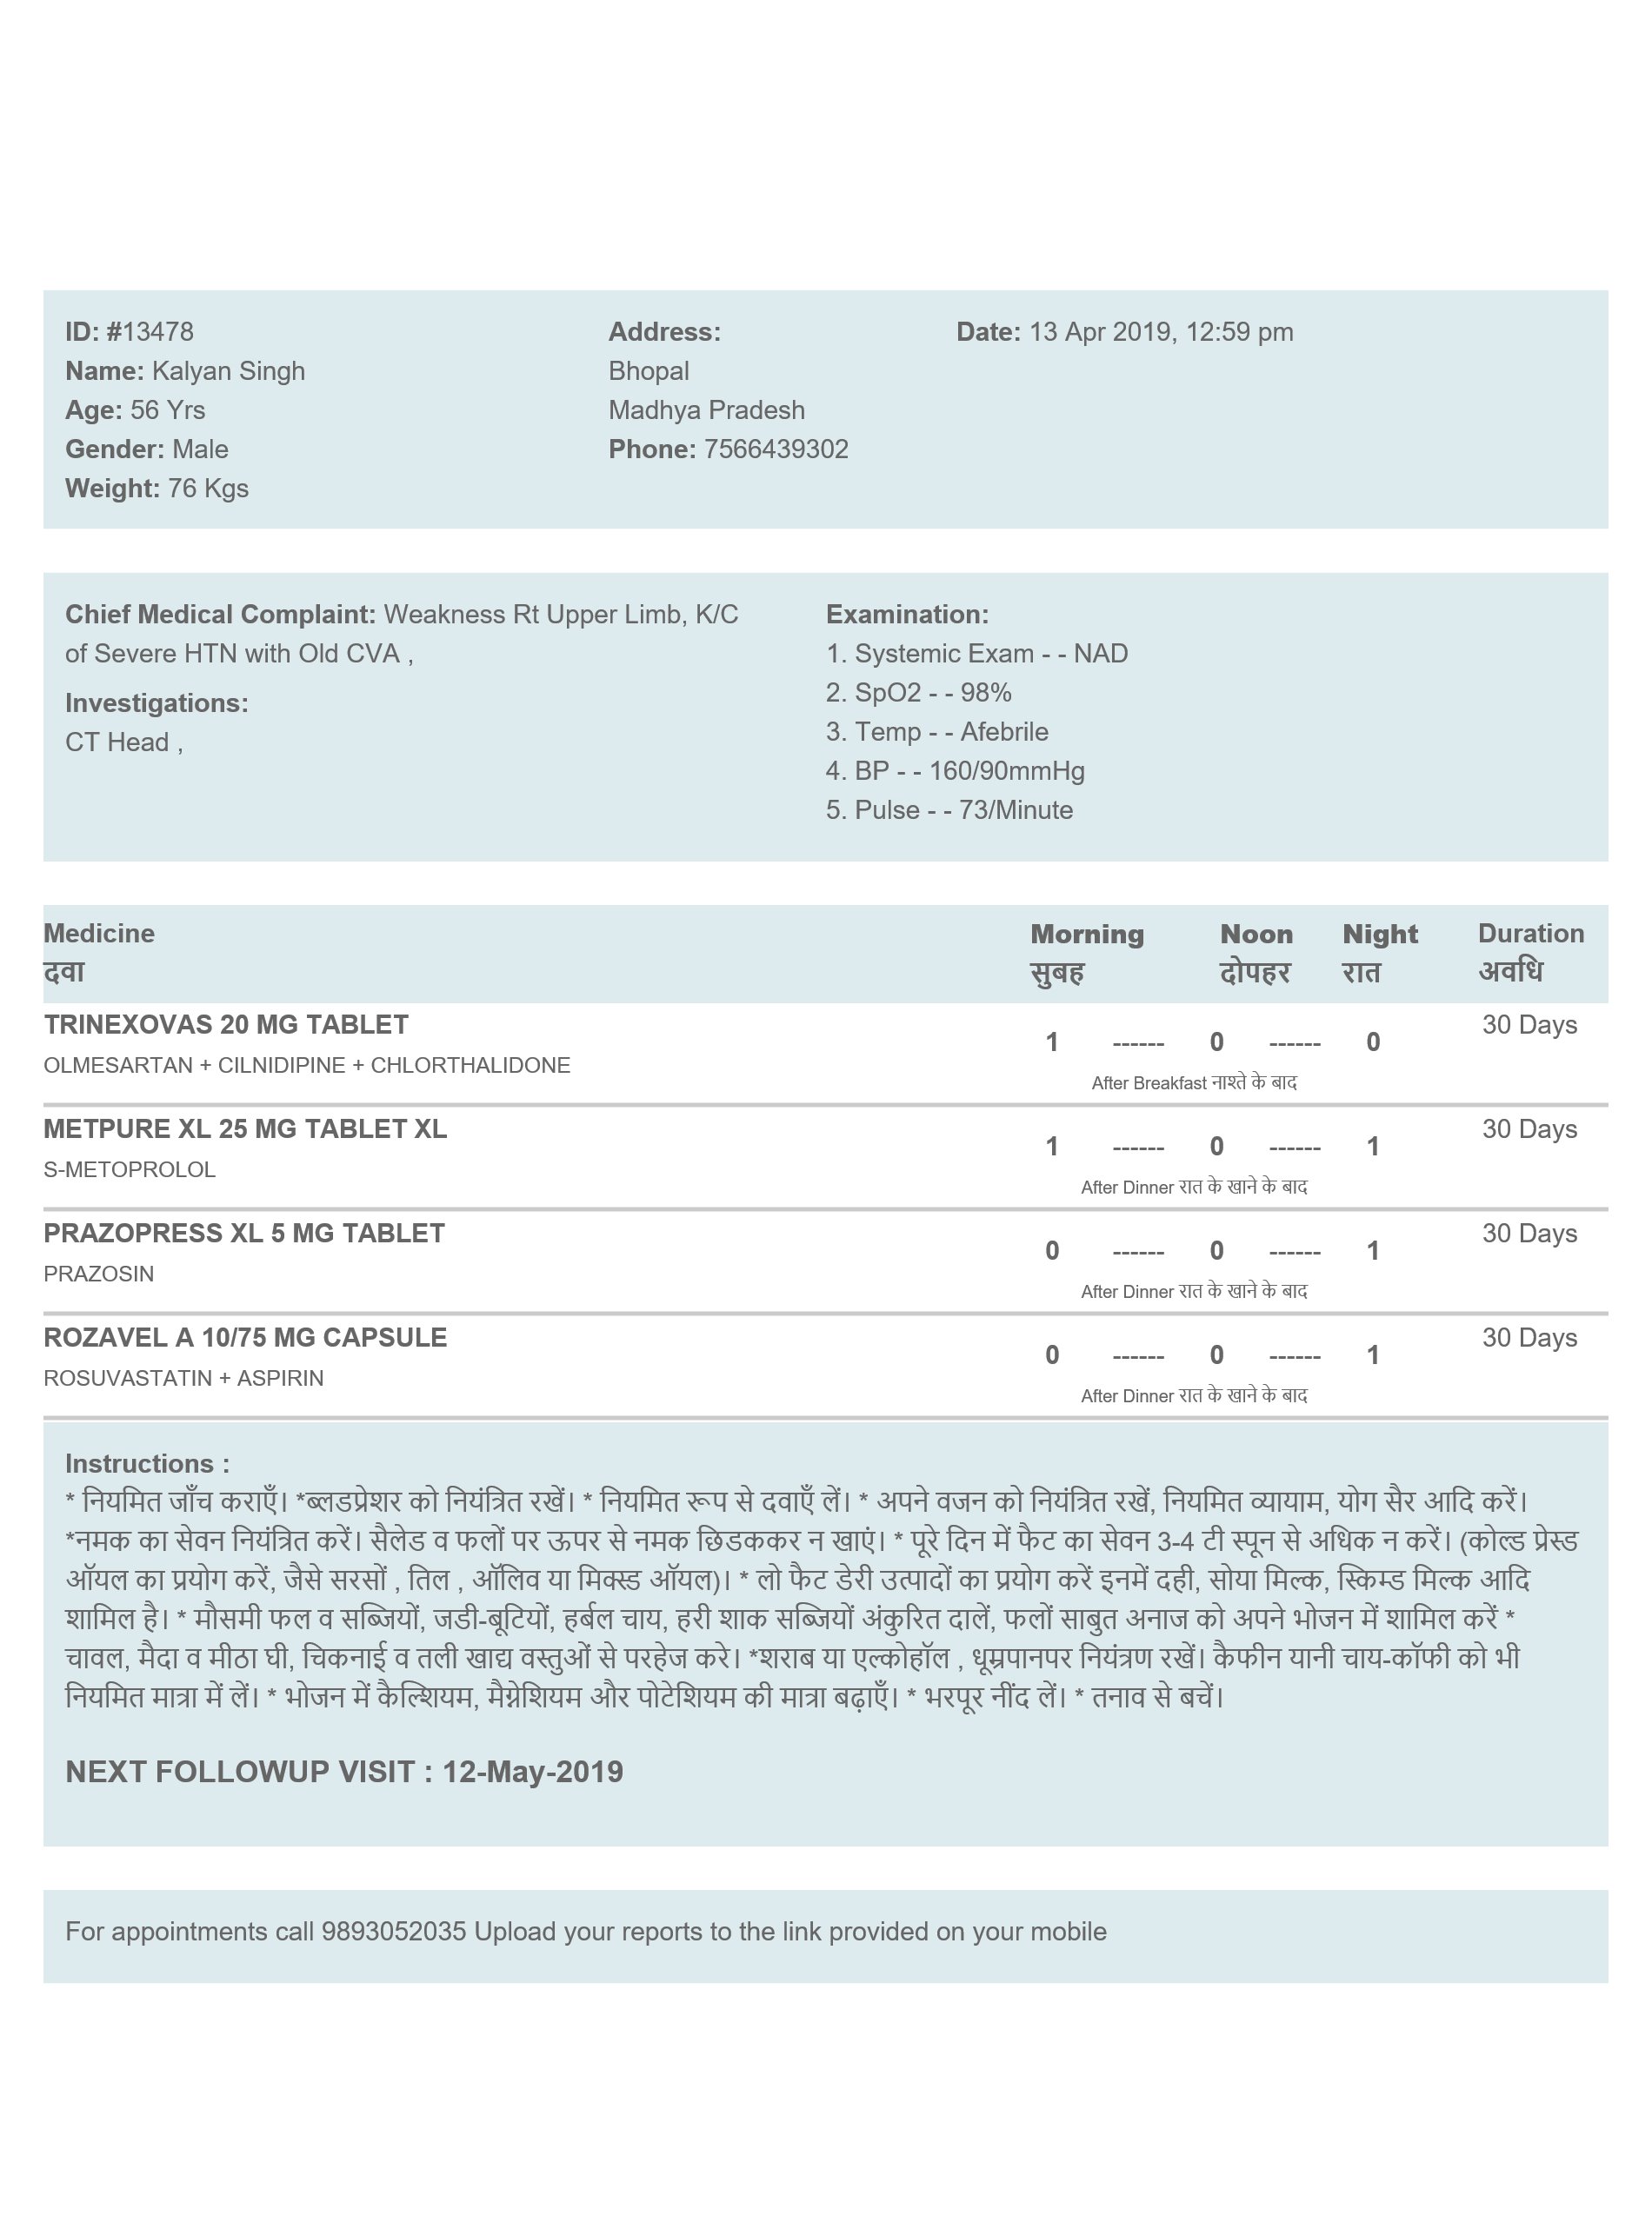 ID: #13478
Name: Kalyan Singh
Age: 56 Yrs
Gender: Male
Weight: 76 Kgs
Address:
Bhopal
Madhya Pradesh
Phone: 7566439302
Date: 13 Apr 2019, 12:59 pm
Chief Medical Complaint: Weakness Rt Upper Limb, K/C
of Severe HTN with Old CVA ,
Investigations:
CT Head ,
Examination:
1. Systemic Exam - - NAD
2. SpO2 - - 98%
3. Temp - - Afebrile
4. BP - - 160/90mmHg
5. Pulse - - 73/Minute
Medicine Morning Noon Night Duration
दवा सुबह दोपहर रात अवधि
TRINEXOVAS 20 MG TABLET 30 Days
1 ------ 0 ------ 0
OLMESARTAN + CILNIDIPINE + CHLORTHALIDONE
After Breakfast नाश्ते के बाद
METPURE XL 25 MG TABLET XL 30 Days
1 ------ 0 ------ 1
S-METOPROLOL
After Dinner रात के खाने के बाद
PRAZOPRESS XL 5 MG TABLET 30 Days
0 ------ 0 ------ 1
PRAZOSIN
After Dinner रात के खाने के बाद
ROZAVEL A 10/75 MG CAPSULE 30 Days
0 ------ 0 ------ 1
ROSUVASTATIN + ASPIRIN
After Dinner रात के खाने के बाद
Instructions :
* नियमित जाँच कराएँ। *ब्लडप्रेशर को नियंत्रित रखें। * नियमित रूप से दवाएँ लें। * अपने वजन को नियंत्रित रखें, नियमित व्यायाम, योग सैर आदि करें।
*नमक का सेवन नियंत्रित करें। सैलेड व फलों पर ऊपर से नमक छिडककर न खाएं। * पूरे दिन में फैट का सेवन 3-4 टी स्पून से अधिक न करें। (कोल्ड प्रेस्ड
ऑयल का प्रयोग करें, जैसे सरसों , तिल , ऑलिव या मिक्स्ड ऑयल)। * लो फैट डेरी उत्पादों का प्रयोग करें इनमें दही, सोया मिल्क, स्किम्ड मिल्क आदि
शामिल है। * मौसमी फल व सब्जियों, जडी-बूटियों, हर्बल चाय, हरी शाक सब्जियों अंकुरित दालें, फलों साबुत अनाज को अपने भोजन में शामिल करें *
चावल, मैदा व मीठा घी, चिकनाई व तली खाद्य वस्तुओं से परहेज करे। *शराब या एल्कोहॉल , धूम्रपानपर नियंत्रण रखें। कैफीन यानी चाय-कॉफी को भी
नियमित मात्रा में लें। * भोजन में कैल्शियम, मैग्नेशियम और पोटेशियम की मात्रा बढ़ाएँ। * भरपूर नींद लें। * तनाव से बचें।
NEXT FOLLOWUP VISIT : 12-May-2019
For appointments call 9893052035 Upload your reports to the link provided on your mobile